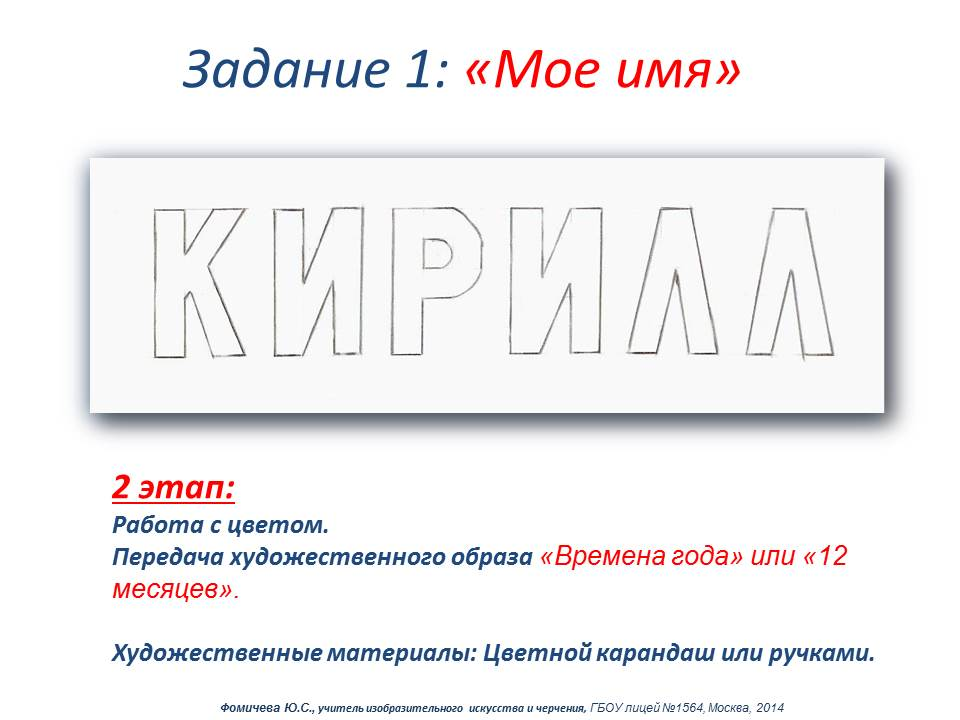 Задание 1: «Мое имя»
КИРИЛЛ
2 этап:
Работа с цветом.
Передача художественного образа «Времена года» или «12
месяцев».
Художественные материалы: Цветной карандаш или ручками.
Фомичева Ю.С., учитель изобразительного искусства и черчения, ГБОУ лицей №1564, Москва, 2014